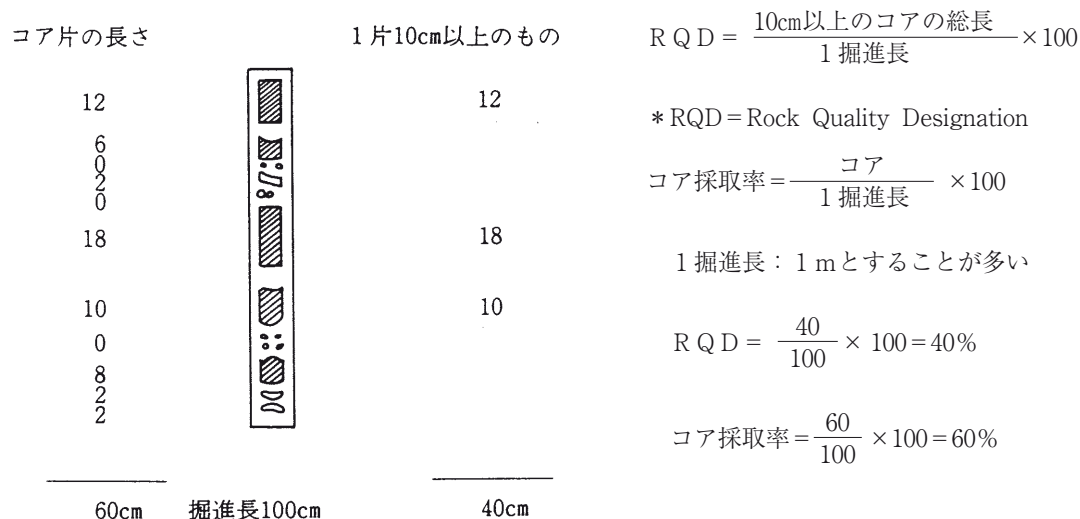 コア片の長さ
1片10cm以上のもの
12
12
6
0
2
0
18
18
10
10
0
8
2
2
60cm
掘進長100cm
40cm
RQD = 10cm以上のコアの総長 / 1掘進長 ×100
*RQD=Rock Quality Designation
コア採取率= コア / 1掘進長 ×100
1掘進長:1mとすることが多い
RQD = 40 / 100 × 100=40%
コア採取率= 60 / 100 ×100=60%